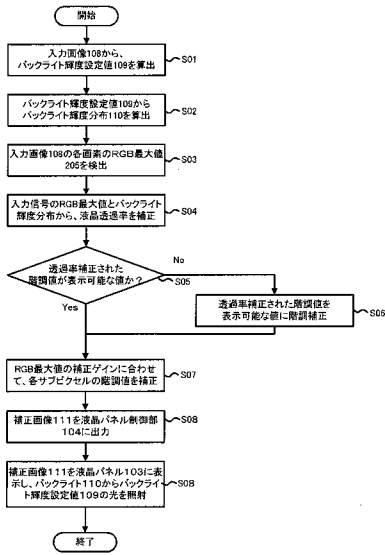 開始
入力画像108から、
バックライト輝度設定値109を算出
S01
バックライト輝度設定値109から
バックライト輝度分布110を算出
S02
入力画像108の各画素のRGB最大値
205を検出
S03
入力信号のRGB最大値とバックライト
輝度分布から、液晶透過率を補正
S04
透過率補正された
階調値が表示可能な値か？
S05
No
Yes
透過率補正された階調値を
表示可能な値に階調補正
S06
RGB最大値の補正ゲインに合わせ
て、各サブピクセルの階調値を補正
S07
補正画像111を液晶パネル制御部
104に出力
S08
補正画像111を液晶パネル103に表
示し、バックライト110からバックライ
ト輝度設定値109の光を照射
S08
終了